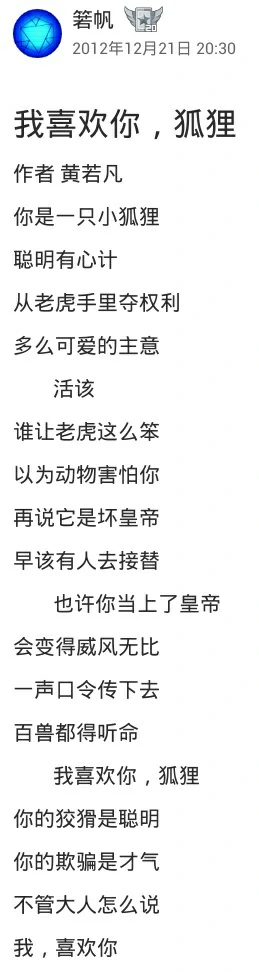 箬帆
20
2012年12月21日 20:30
我喜欢你，狐狸
作者 黄若凡
你是一只小狐狸
聪明有心计
从老虎手里夺权利
多么可爱的主意
活该
谁让老虎这么笨
以为动物害怕你
再说它是坏皇帝
早该有人去接替
也许你当上了皇帝
会变得威风无比
一声口令传下去
百兽都得听命
我喜欢你，狐狸
你的狡猾是聪明
你的欺骗是才气
不管大人怎么说
我，喜欢你